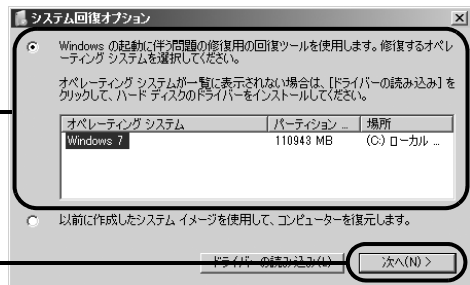 システム回復オプション
Windows の起動に伴う問題の修復用の回復ツールを使用します。修復するオペレ
ーティング システムを選択してください。
オペレーティング システムが一覧に表示されない場合は、[ドライバーの読み込み] を
クリックして、ハード ディスクのドライバーをインストールしてください。
オペレーティング システム パーティション ... 場所
Windows 7 110943 MB (C:) ローカル ...
以前に作成したシステム イメージを使用して、コンピューターを復元します。
ドライバーの読み込み(L) 次へ(N) >